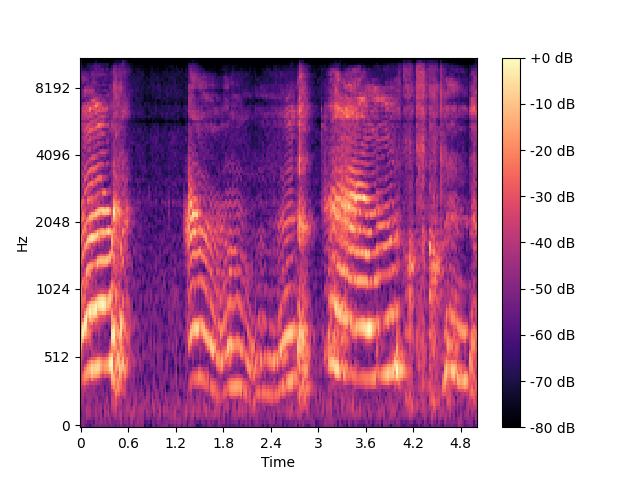 8192
4096
2048
1024
512
0
Hz
0 0.6 1.2 1.8 2.4 3 3.6 4.2 4.8
Time
+0 dB
-10 dB
-20 dB
-30 dB
-40 dB
-50 dB
-60 dB
-70 dB
-80 dB